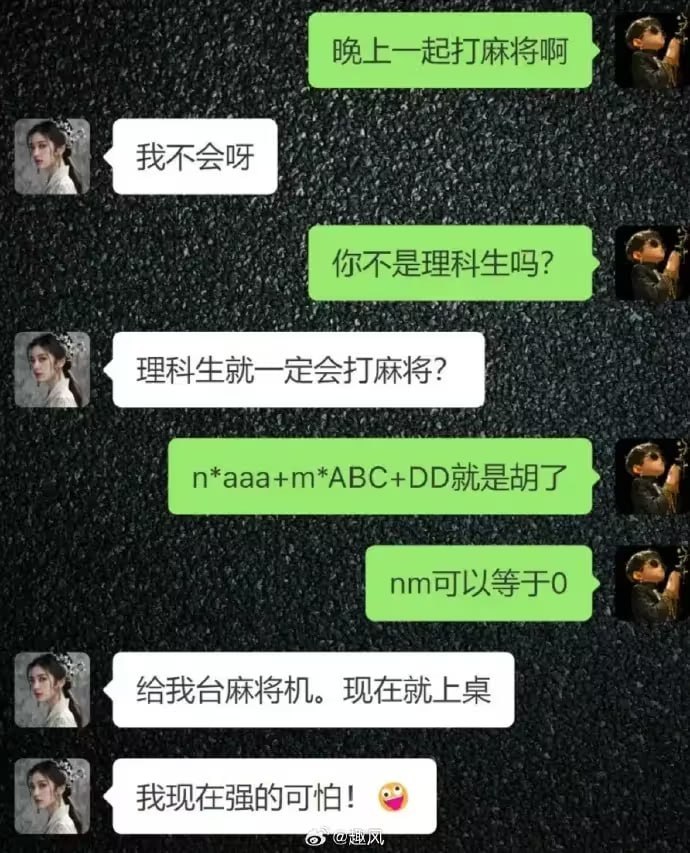 晚上一起打麻将啊
我不会呀
你不是理科生吗?
理科生就一定会打麻将?
n*aaa+m*ABC+DD就是胡了
nm可以等于0
给我台麻将机。现在就上桌
我现在强的可怕!
@趣风